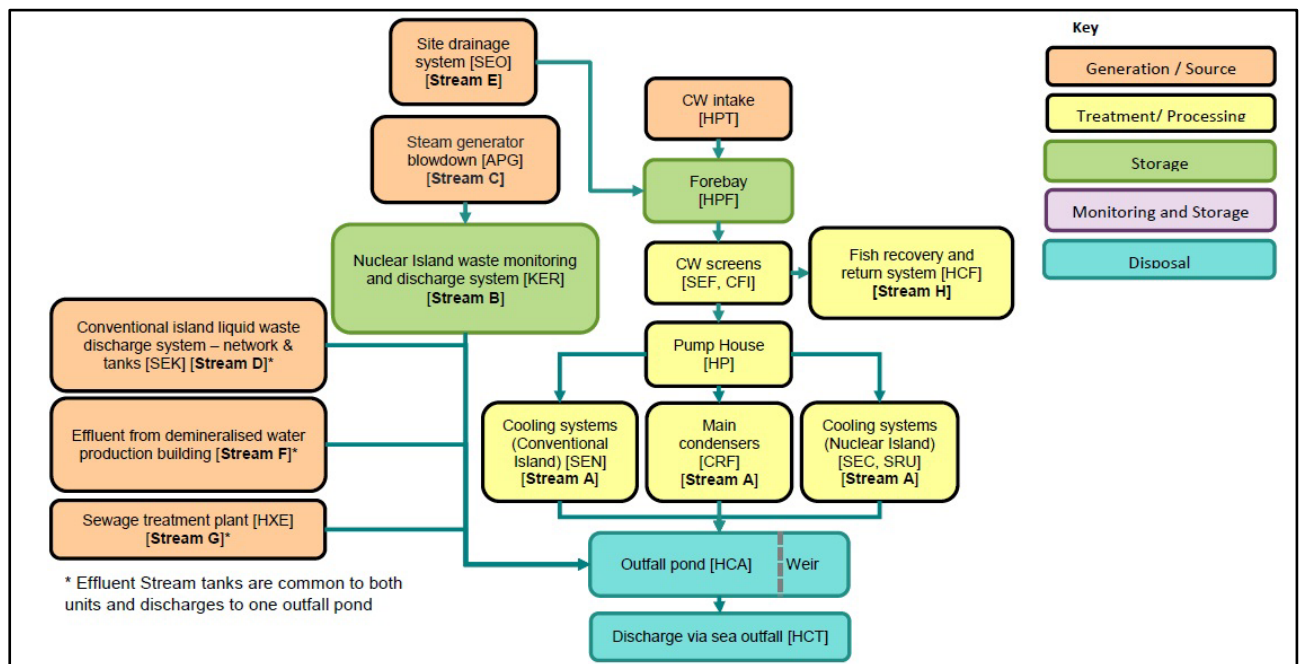 Site drainage
system [SEO]
[Stream E]
Steam generator
blowdown [APG]
[Stream C]
Nuclear Island waste monitoring
and discharge system [KER]
[Stream B]
Conventional island liquid waste
discharge system – network &
tanks [SEK] [Stream D]*
Effluent from demineralised water
production building [Stream F]*
Sewage treatment plant [HXE]
[Stream G]*
* Effluent Stream tanks are common to both
units and discharges to one outfall pond
CW intake
[HPT]
Forebay
[HPF]
CW screens
[SEF, CFI]
Fish recovery and
return system [HCF]
[Stream H]
Pump House
[HP]
Cooling systems
(Conventional
Island) [SEN]
[Stream A]
Main
condensers
[CRF]
[Stream A]
Cooling systems
(Nuclear Island)
[SEC, SRU]
[Stream A]
Outfall pond [HCA]
Weir
Discharge via sea outfall [HCT]
Key
Generation / Source
Treatment/ Processing
Storage
Monitoring and Storage
Disposal